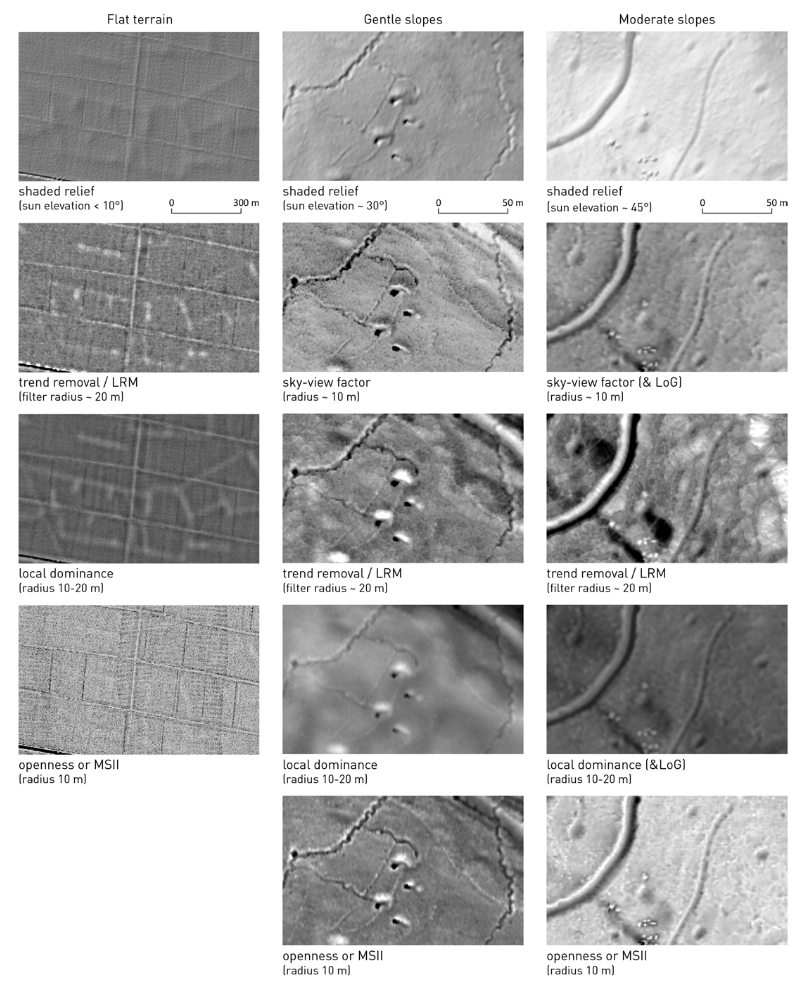 Flat terrain
Gentle slopes
Moderate slopes
shaded relief
(sun elevation < 10°)
0 300 m
shaded relief
(sun elevation ~ 30°)
0 50 m
shaded relief
(sun elevation ~ 45°)
0 50 m
trend removal / LRM
(filter radius ~ 20 m)
sky-view factor
(radius ~ 10 m)
sky-view factor (& LoG)
(radius ~ 10 m)
local dominance
(radius 10-20 m)
trend removal / LRM
(filter radius ~ 20 m)
trend removal / LRM
(filter radius ~ 20 m)
openness or MSII
(radius 10 m)
local dominance
(radius 10-20 m)
local dominance (&LoG)
(radius 10-20 m)
openness or MSII
(radius 10 m)
openness or MSII
(radius 10 m)